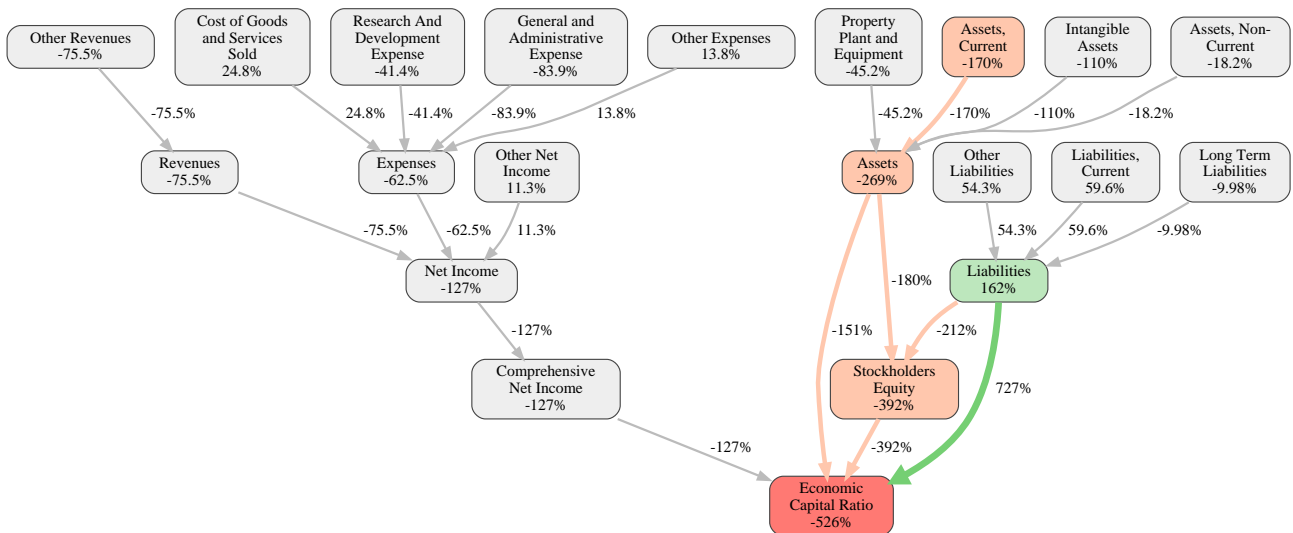 Other Revenues
-75.5%
Cost of Goods
and Services
Sold
24.8%
Research And
Development
Expense
-41.4%
General and
Administrative
Expense
-83.9%
Other Expenses
13.8%
Property
Plant and
Equipment
-45.2%
Assets,
Current
-170%
Intangible
Assets
-110%
Assets, Non-
Current
-18.2%
-75.5%
24.8%
-41.4%
-83.9%
13.8%
-45.2%
-170%
-110%
-18.2%
Revenues
-75.5%
Expenses
-62.5%
Other Net
Income
11.3%
Assets
-269%
Other
Liabilities
54.3%
Liabilities,
Current
59.6%
Long Term
Liabilities
-9.98%
-75.5%
-62.5%
11.3%
54.3%
59.6%
-9.98%
Net Income
-127%
-180%
Liabilities
162%
-127%
-151%
-212%
Comprehensive
Net Income
-127%
Stockholders
Equity
-392%
727%
-127%
-392%
Economic
Capital Ratio
-526%